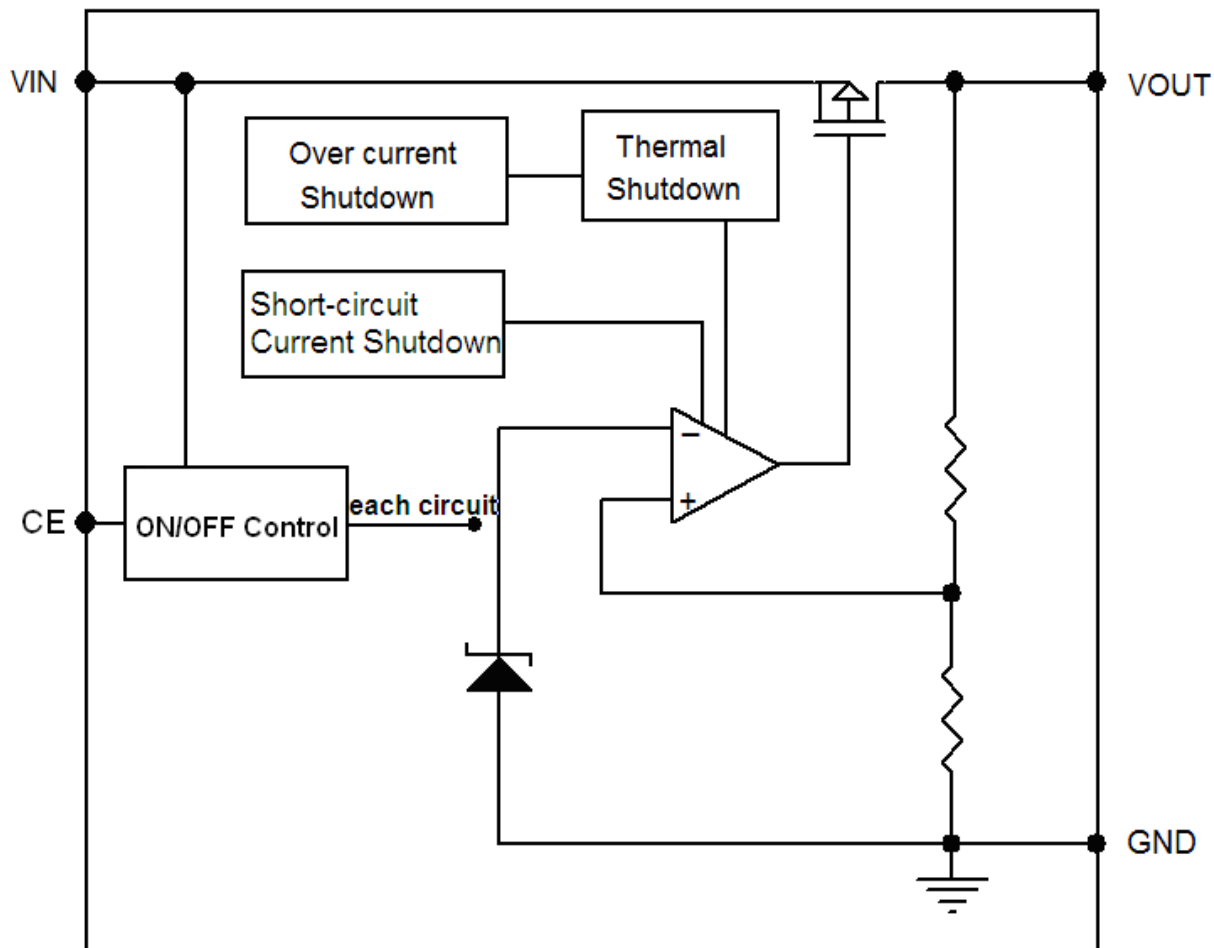 VIN
VOUT
Over current
Shutdown
Thermal
Shutdown
Short-circuit
Current Shutdown
−
+
each circuit
CE
ON/OFF Control
GND